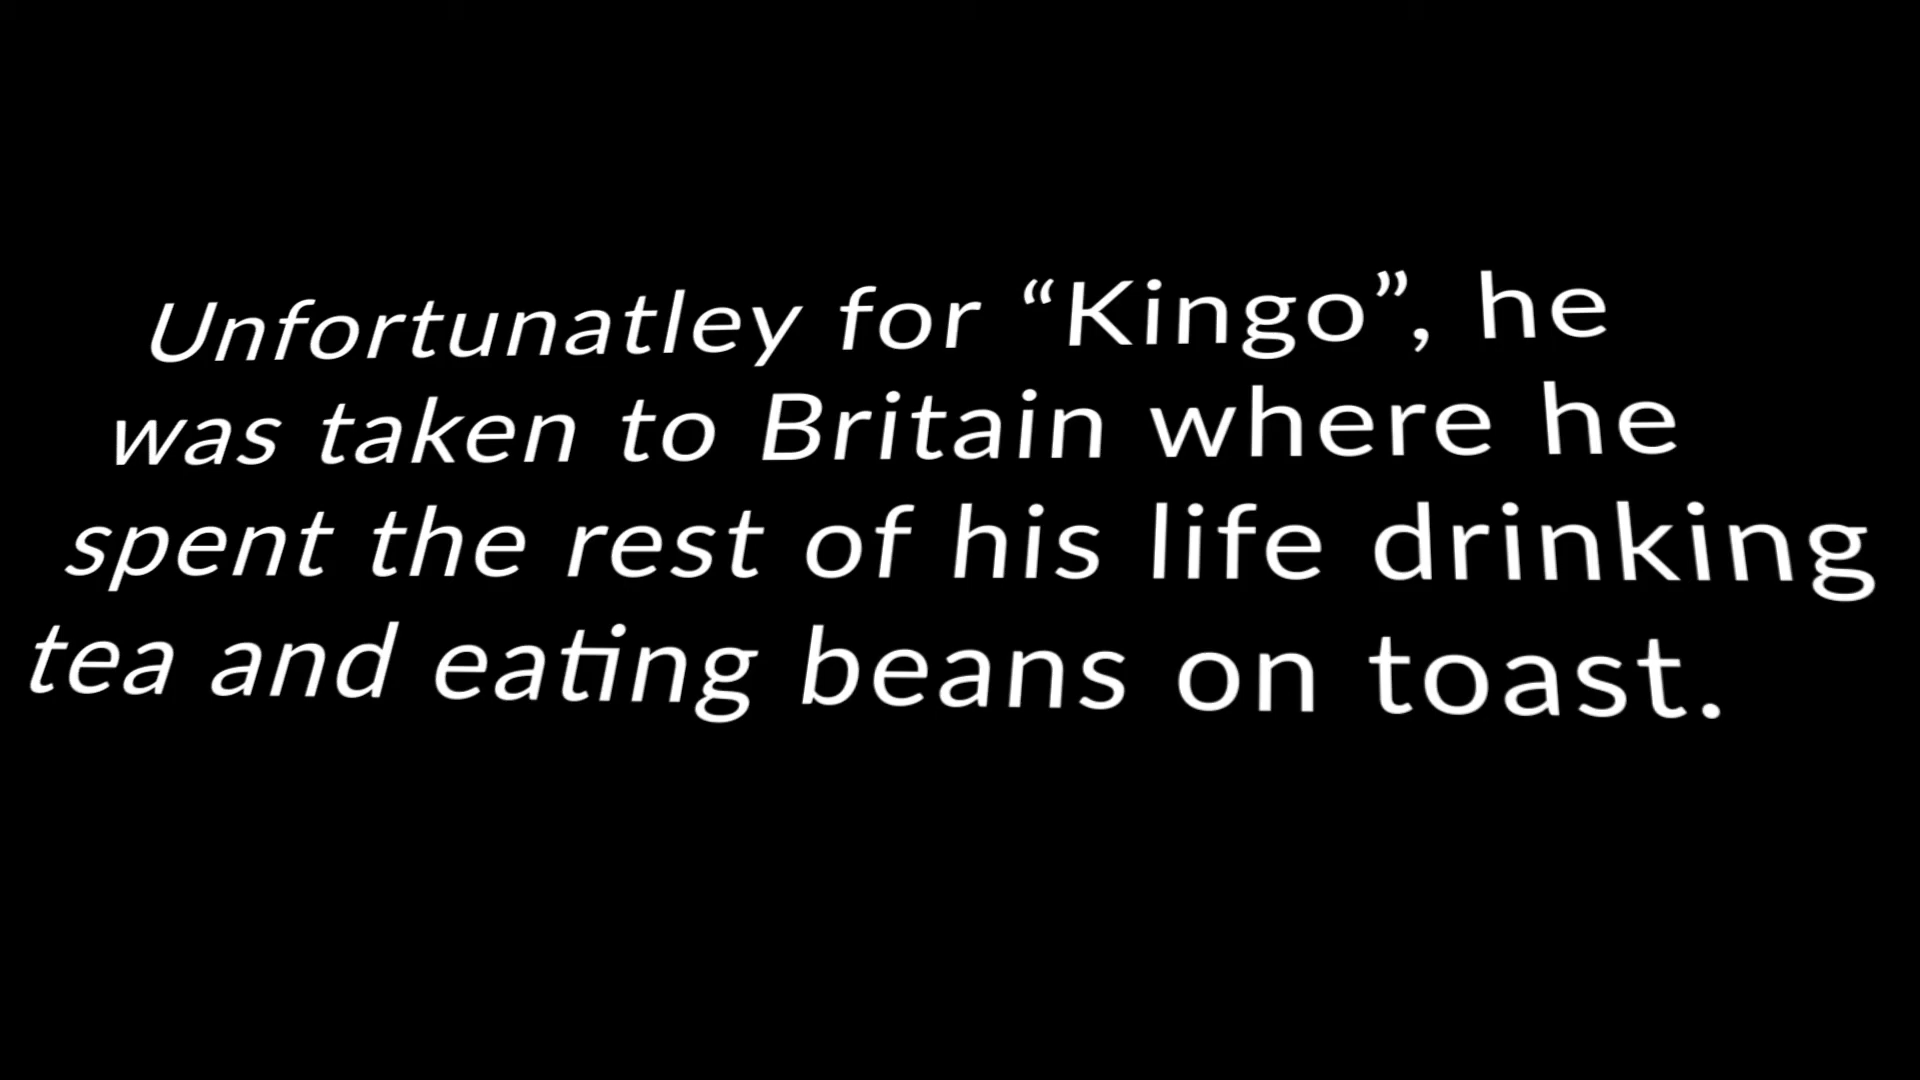 Unfortunatley for “Kingo”, he
was taken to Britain where he
spent the rest of his life drinking
tea and eating beans on toast.